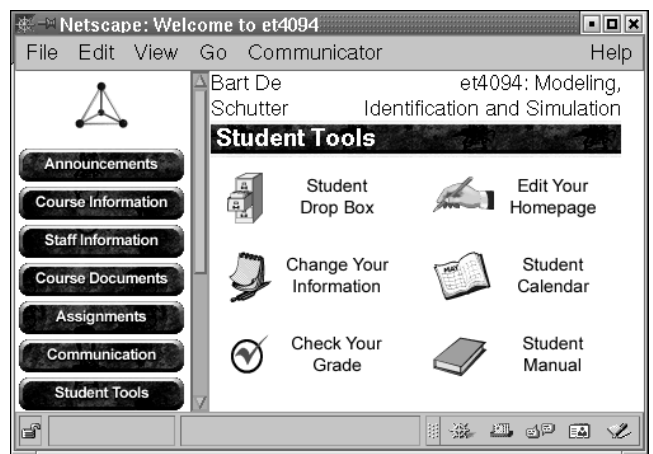 Netscape: Welcome to et4094
File Edit View Go Communicator Help
Announcements
Course Information
Staff Information
Course Documents
Assignments
Communication
Student Tools
Bart De
Schutter
et4094: Modeling,
Identification and Simulation
Student Tools
Student
Drop Box
Edit Your
Homepage
Change Your
Information
MAY
Student
Calendar
Check Your
Grade
Student
Manual